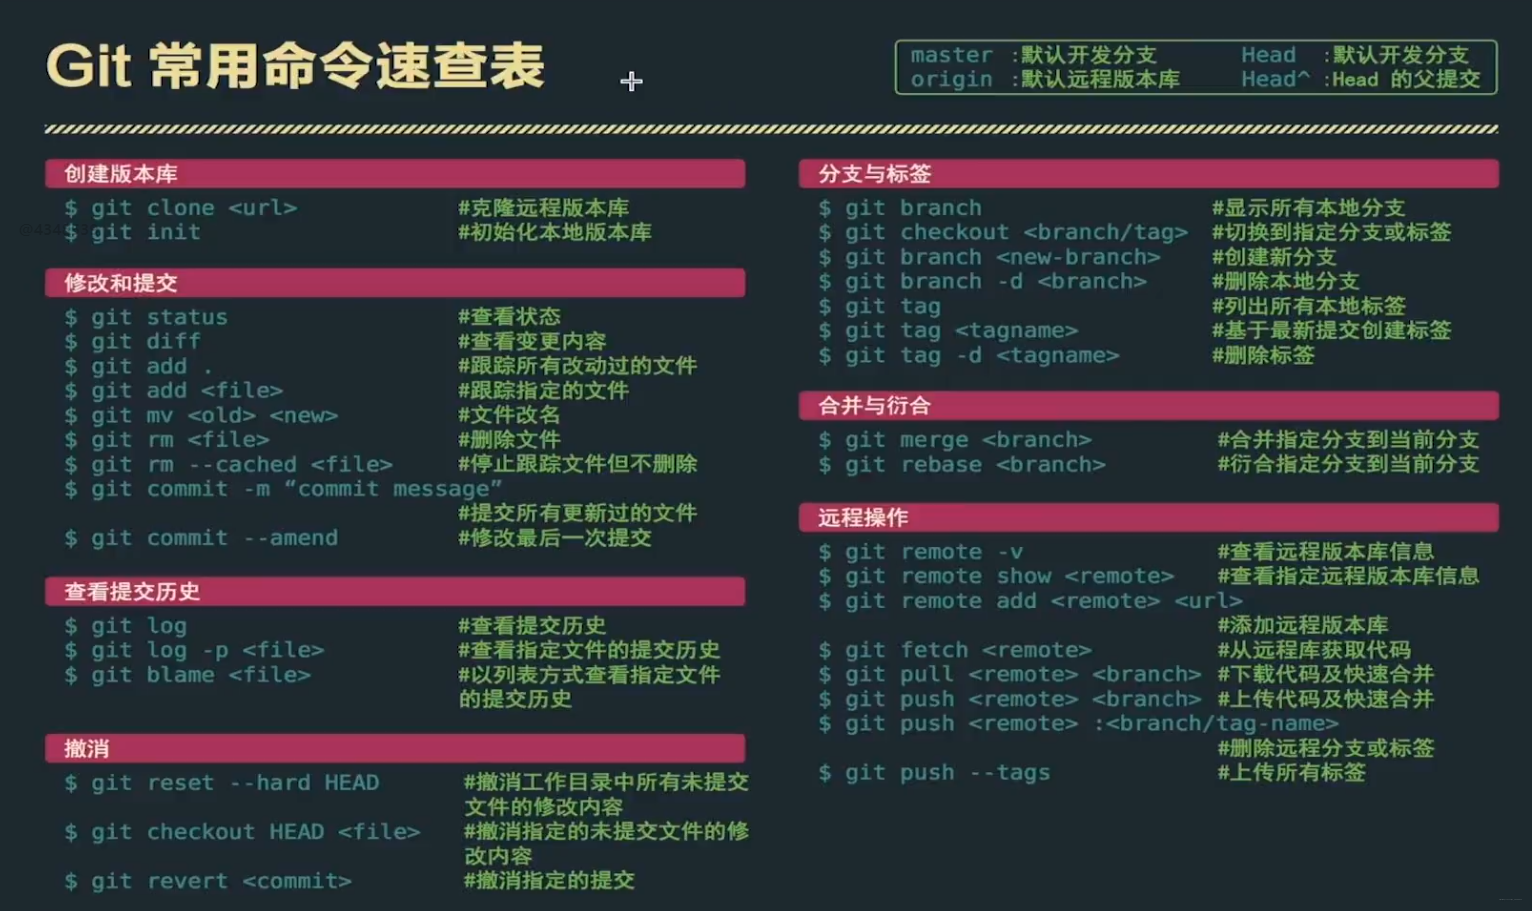 Git 常用命令速查表
master :默认开发分支 Head :默认开发分支
origin :默认远程版本库 Head^ :Head 的父提交
创建版本库
$ git clone <url> #克隆远程版本库
$ git init #初始化本地版本库
修改和提交
$ git status #查看状态
$ git diff #查看变更内容
$ git add . #跟踪所有改动过的文件
$ git add <file> #跟踪指定的文件
$ git mv <old> <new> #文件改名
$ git rm <file> #删除文件
$ git rm --cached <file> #停止跟踪文件但不删除
$ git commit -m “commit message”
#提交所有更新过的文件
$ git commit --amend #修改最后一次提交
查看提交历史
$ git log #查看提交历史
$ git log -p <file> #查看指定文件的提交历史
$ git blame <file> #以列表方式查看指定文件
的提交历史
撤消
$ git reset --hard HEAD #撤消工作目录中所有未提交
文件的修改内容
$ git checkout HEAD <file> #撤消指定的未提交文件的修
改内容
$ git revert <commit> #撤消指定的提交
分支与标签
$ git branch #显示所有本地分支
$ git checkout <branch/tag> #切换到指定分支或标签
$ git branch <new-branch> #创建新分支
$ git branch -d <branch> #删除本地分支
$ git tag #列出所有本地标签
$ git tag <tagname> #基于最新提交创建标签
$ git tag -d <tagname> #删除标签
合并与衍合
$ git merge <branch> #合并指定分支到当前分支
$ git rebase <branch> #衍合指定分支到当前分支
远程操作
$ git remote -v #查看远程版本库信息
$ git remote show <remote> #查看指定远程版本库信息
$ git remote add <remote> <url>
#添加远程版本库
$ git fetch <remote> #从远程库获取代码
$ git pull <remote> <branch> #下载代码及快速合并
$ git push <remote> <branch> #上传代码及快速合并
$ git push <remote> :<branch/tag-name>
#删除远程分支或标签
$ git push --tags #上传所有标签